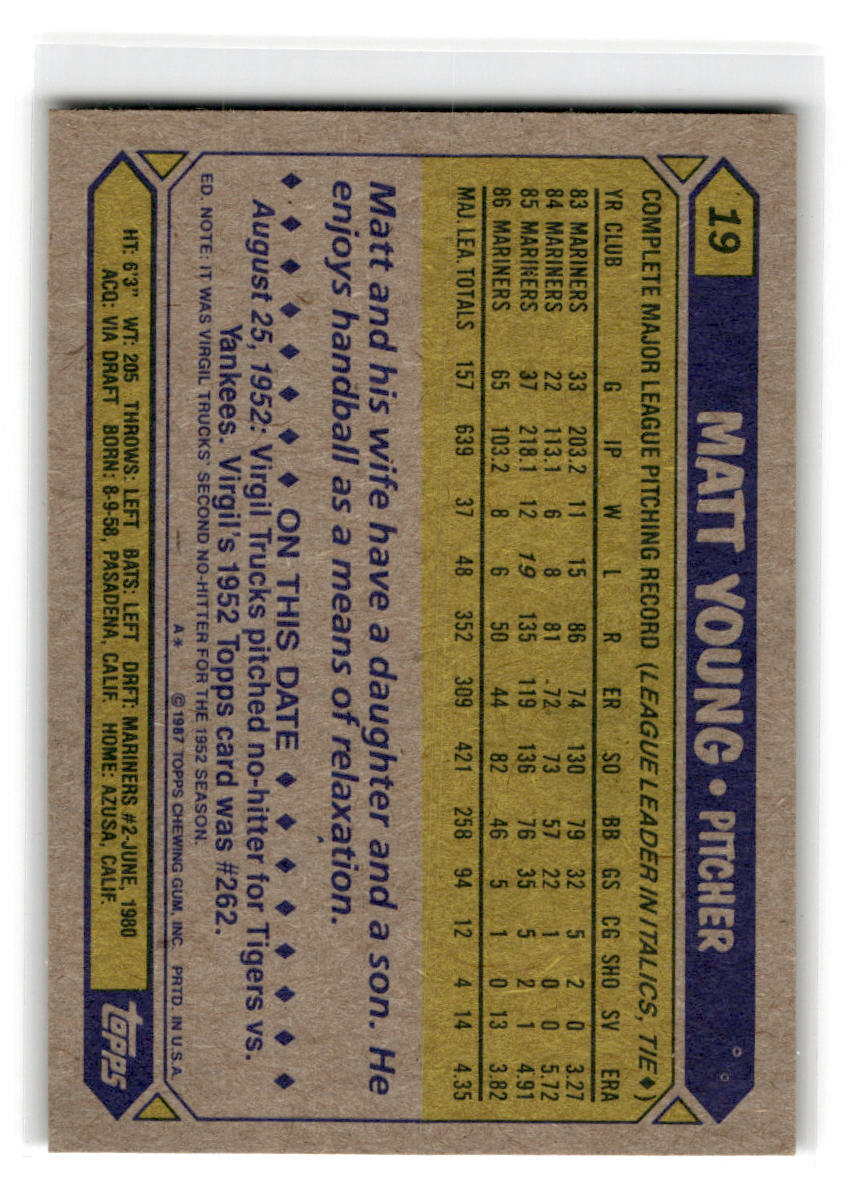 19
MATT YOUNG • PITCHER
COMPLETE MAJOR LEAGUE PITCHING RECORD (LEAGUE LEADER IN ITALICS, TIE ♦)
YR CLUB G IP W L R ER SO BB GS CG SHO SV ERA
83 MARINERS 33 203.2 11 15 86 74 130 79 32 5 2 0 3.27
84 MARINERS 22 113.1 6 8 81 72 73 57 22 1 0 0 5.72
85 MARINERS 37 218.1 12 19 135 119 136 76 35 5 2 1 4.91
86 MARINERS 65 103.2 8 6 50 44 82 46 5 1 0 13 3.82
MAJ. LEA. TOTALS 157 639 37 48 352 309 421 258 94 12 4 14 4.35
Matt and his wife have a daughter and a son. He
enjoys handball as a means of relaxation.
♦ ♦ ♦ ♦ ♦ ♦ ♦ ♦ ON THIS DATE ♦ ♦ ♦ ♦ ♦ ♦ ♦ ♦
August 25, 1952: Virgil Trucks pitched no-hitter for Tigers vs.
Yankees. Virgil's 1952 Topps card was #262.
ED. NOTE: IT WAS VIRGIL TRUCKS' SECOND NO-HITTER FOR THE 1952 SEASON.
A* ©1987 TOPPS CHEWING GUM, INC. PRTD. IN U.S.A.
HT: 6'3" WT: 205 THROWS: LEFT BATS: LEFT DRFT: MARINERS #2-JUNE, 1980
ACQ: VIA DRAFT BORN: 8-9-58, PASADENA, CALIF. HOME: AZUSA, CALIF.
topps